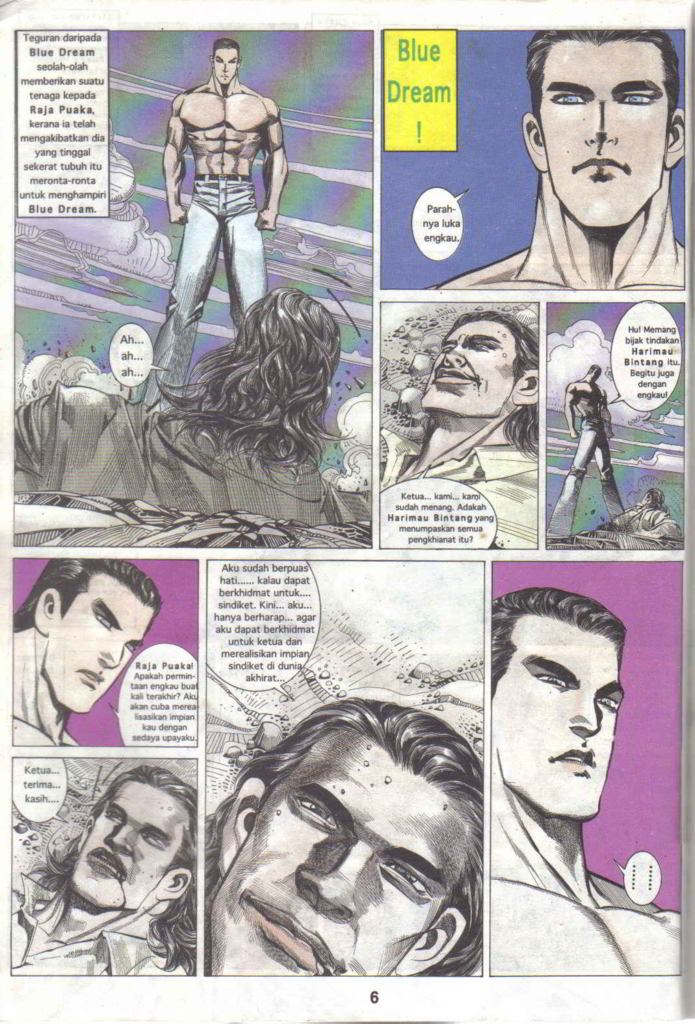 Teguran daripada
Blue Dream
seolah-olah
memberikan suatu
tenaga kepada
Raja Puaka,
kerana ia telah
mengakibatkan dia
yang tinggal
sekerat tubuh itu
meronta-ronta
untuk menghampiri
Blue Dream.
Ah...
ah...
ah...
Blue
Dream
!
Parah-
nya luka
engkau.
Ketua... kami... kami
sudah menang. Adakah
Harimau Bintang yang
menumpaskan semua
pengkhianat itu?
Hu! Memang
bijak tindakan
Harimau
Bintang itu.
Begitu juga
dengan
engkau!
Raja Puaka!
Apakah permin-
taan engkau buat
kali terakhir? Aku
akan cuba mere-
lisasikan impian
kau dengan
sedaya upayaku.
Ketua...
terima...
kasih....
Aku sudah berpuas
hati...... kalau dapat
berkhidmat untuk....
sindiket. Kini... aku...
hanya berharap... agar
aku dapat berkhidmat
untuk ketua dan
merealisikan impian
sindiket di dunia
akhirat...
6